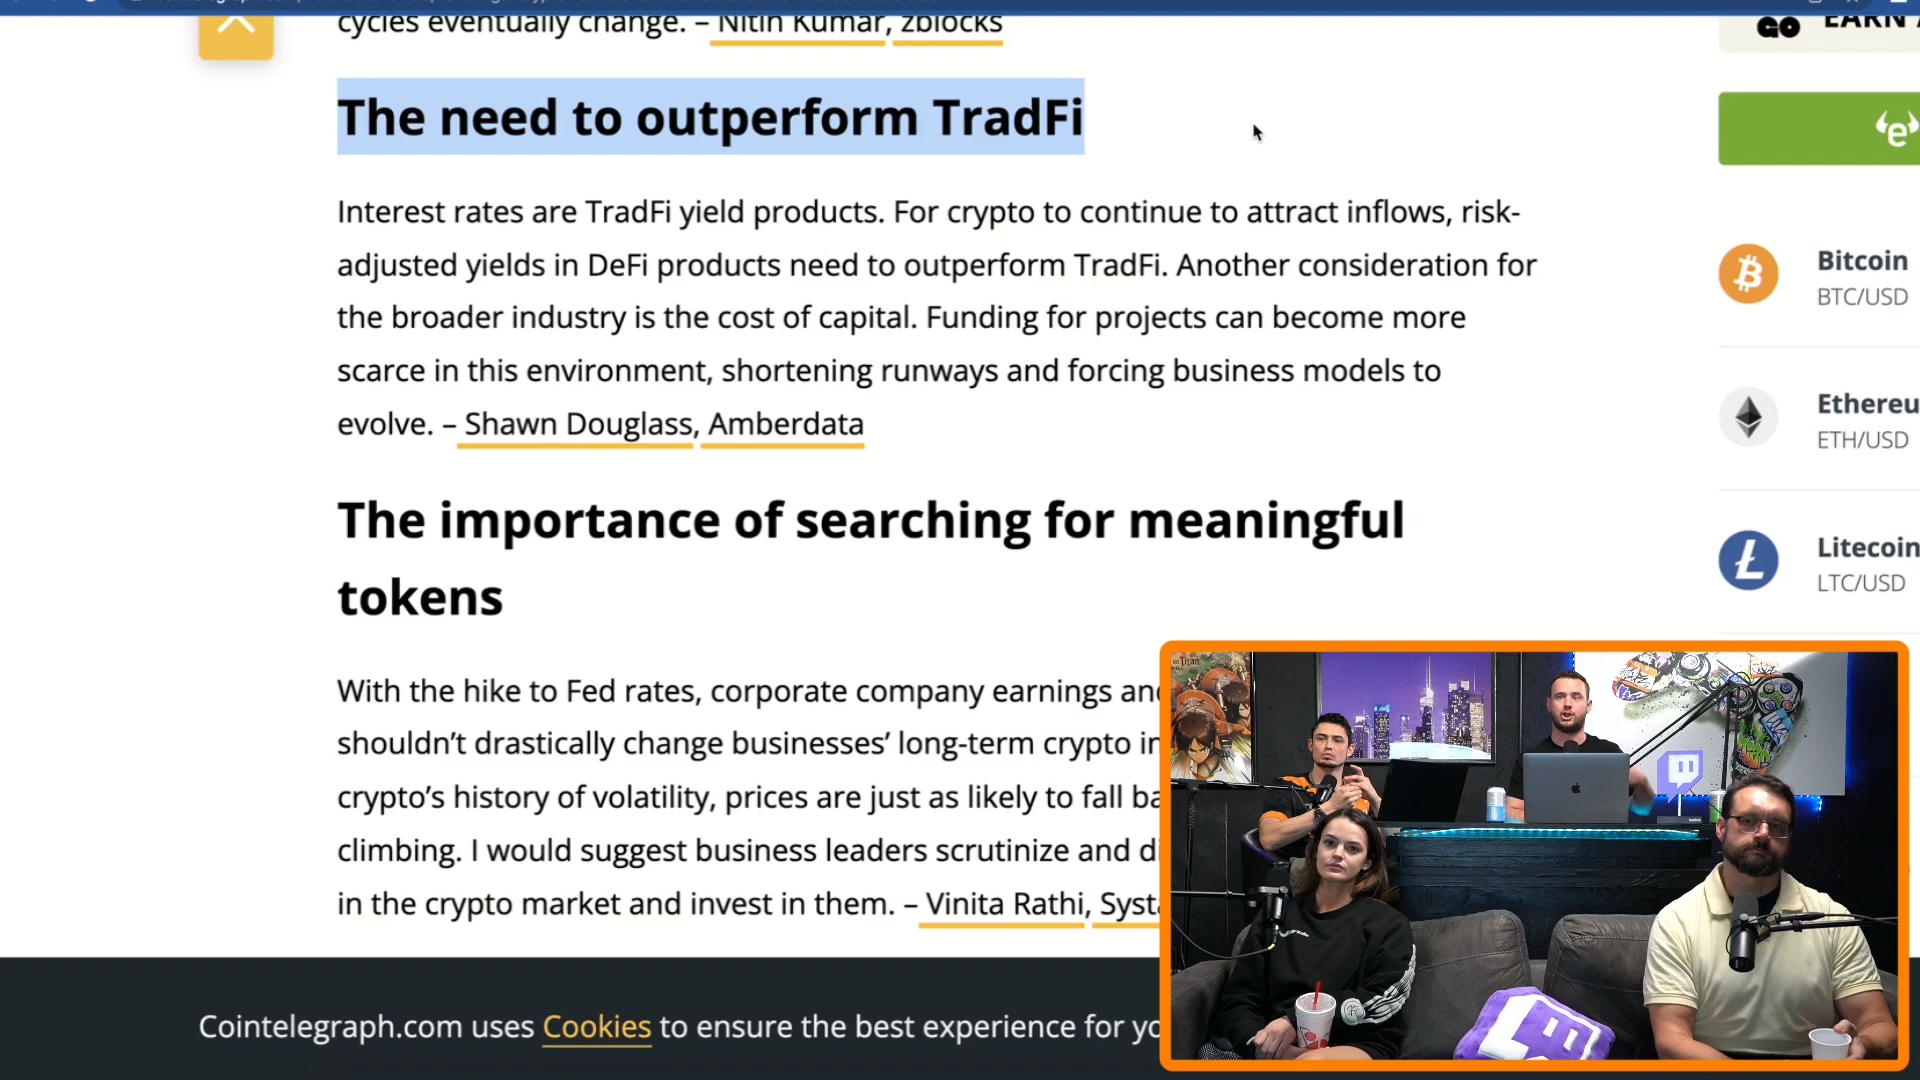 cycles eventually change. – Nitin Kumar, zblocks
The need to outperform TradFi
Interest rates are TradFi yield products. For crypto to continue to attract inflows, risk-
adjusted yields in DeFi products need to outperform TradFi. Another consideration for
the broader industry is the cost of capital. Funding for projects can become more
scarce in this environment, shortening runways and forcing business models to
evolve. – Shawn Douglass, Amberdata
The importance of searching for meaningful
tokens
With the hike to Fed rates, corporate company earnings an
shouldn’t drastically change businesses’ long-term crypto in
crypto’s history of volatility, prices are just as likely to fall ba
climbing. I would suggest business leaders scrutinize and di
in the crypto market and invest in them. – Vinita Rathi, Syst
Cointelegraph.com uses Cookies to ensure the best experience for yo
GO EARN
e
Bitcoin
BTC/USD
Ethereu
ETH/USD
Litecoin
LTC/USD
on Titan